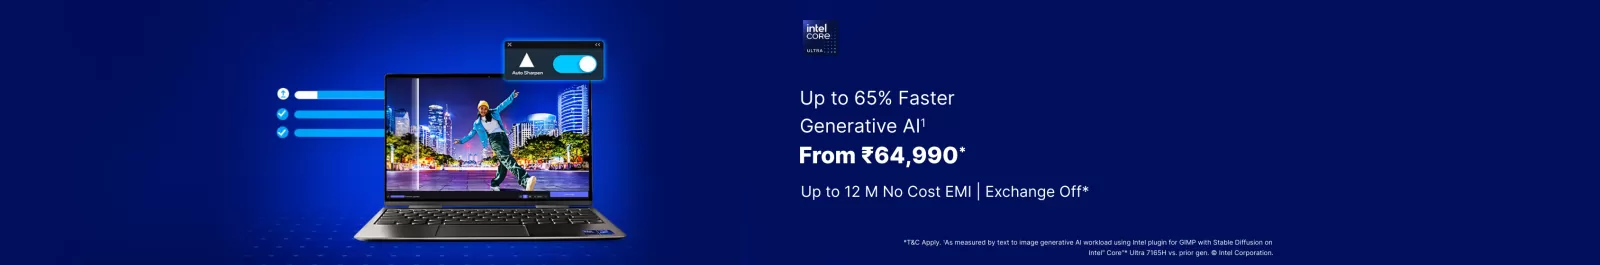 Auto Sharpen
intel
CORE
ULTRA
Up to 65% Faster
Generative AI¹
From ₹64,990*
Up to 12 M No Cost EMI | Exchange Off*
*T&C Apply. ¹As measured by text to image generative AI workload using Intel plugin for GIMP with Stable Diffusion on
Intel® Core™ Ultra 7165H vs. prior gen. © Intel Corporation.